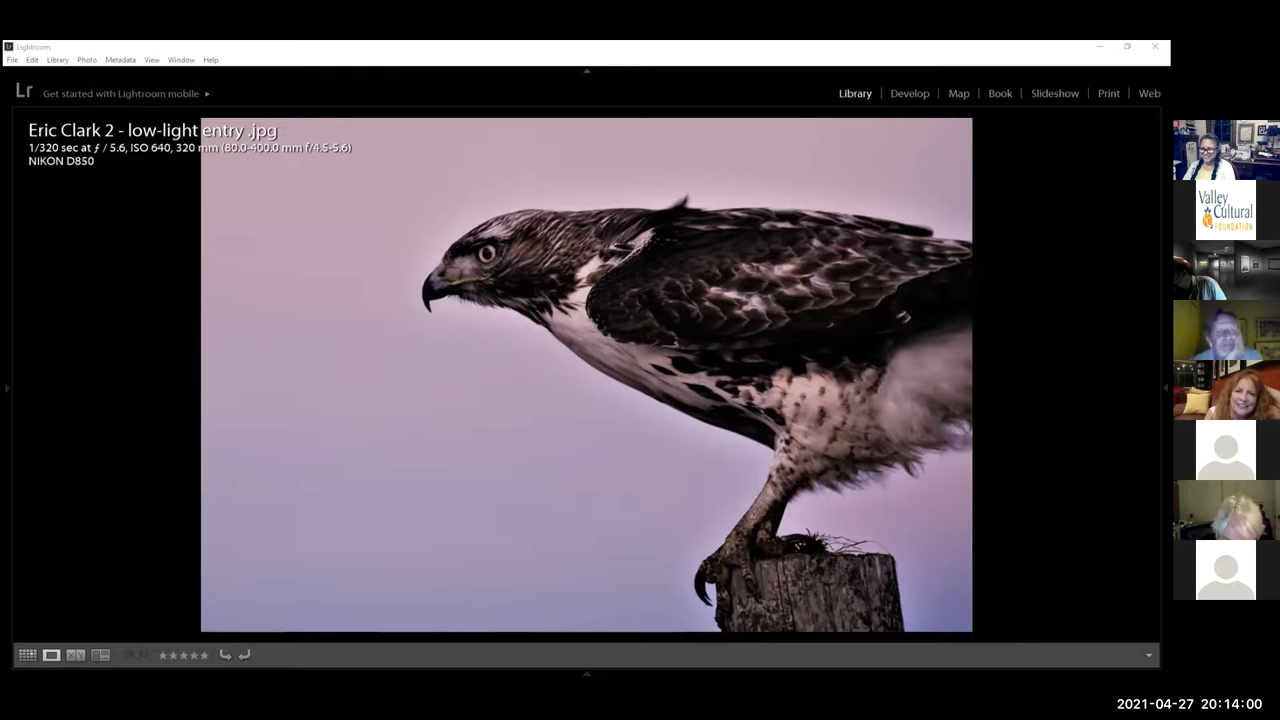 Lr Lightroom
File Edit Library Photo Metadata View Window Help
Lr Get started with Lightroom mobile ▸
Library | Develop | Map | Book | Slideshow | Print | Web
Eric Clark 2 - low-light entry .jpg
1/320 sec at ƒ / 5.6, ISO 640, 320 mm (80.0-400.0 mm f/4.5-5.6)
NIKON D850
Valley
Cultural
FOUNDATION
XY
2021-04-27 20:14:00